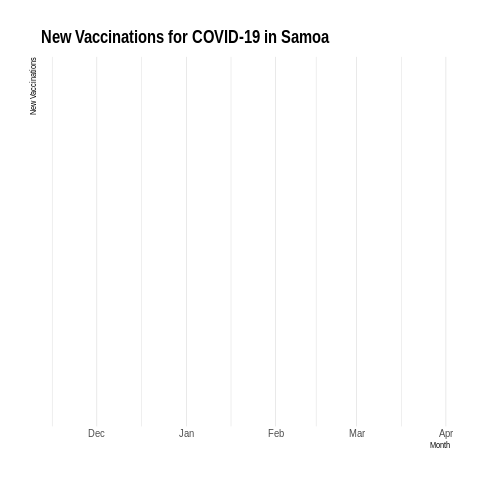 New Vaccinations for COVID-19 in Samoa
New Vaccinations
Dec Jan Feb Mar Apr
Month